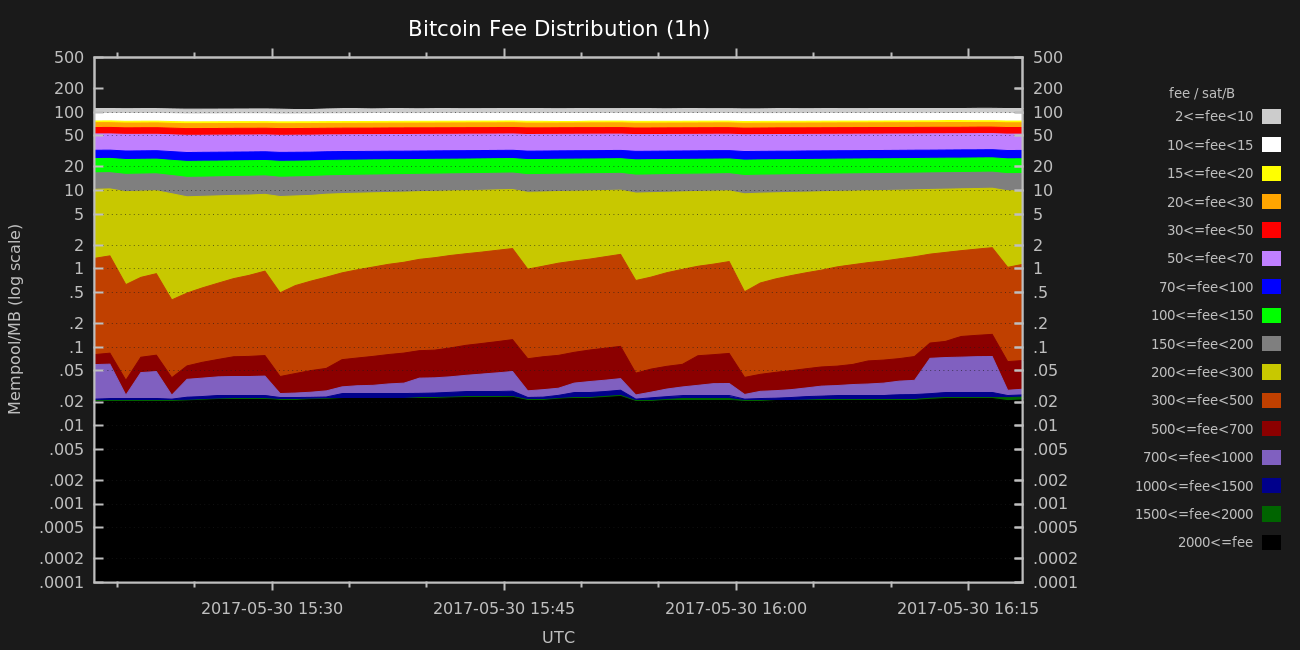 Bitcoin Fee Distribution (1h)
Mempool/MB (log scale)
500
200
100
50
20
10
5
2
1
.5
.2
.1
.05
.02
.01
.005
.002
.001
.0005
.0002
.0001
500
200
100
50
20
10
5
2
1
.5
.2
.1
.05
.02
.01
.005
.002
.001
.0005
.0002
.0001
2017-05-30 15:30
2017-05-30 15:45
2017-05-30 16:00
2017-05-30 16:15
UTC
fee / sat/B
2<=fee<10
10<=fee<15
15<=fee<20
20<=fee<30
30<=fee<50
50<=fee<70
70<=fee<100
100<=fee<150
150<=fee<200
200<=fee<300
300<=fee<500
500<=fee<700
700<=fee<1000
1000<=fee<1500
1500<=fee<2000
2000<=fee